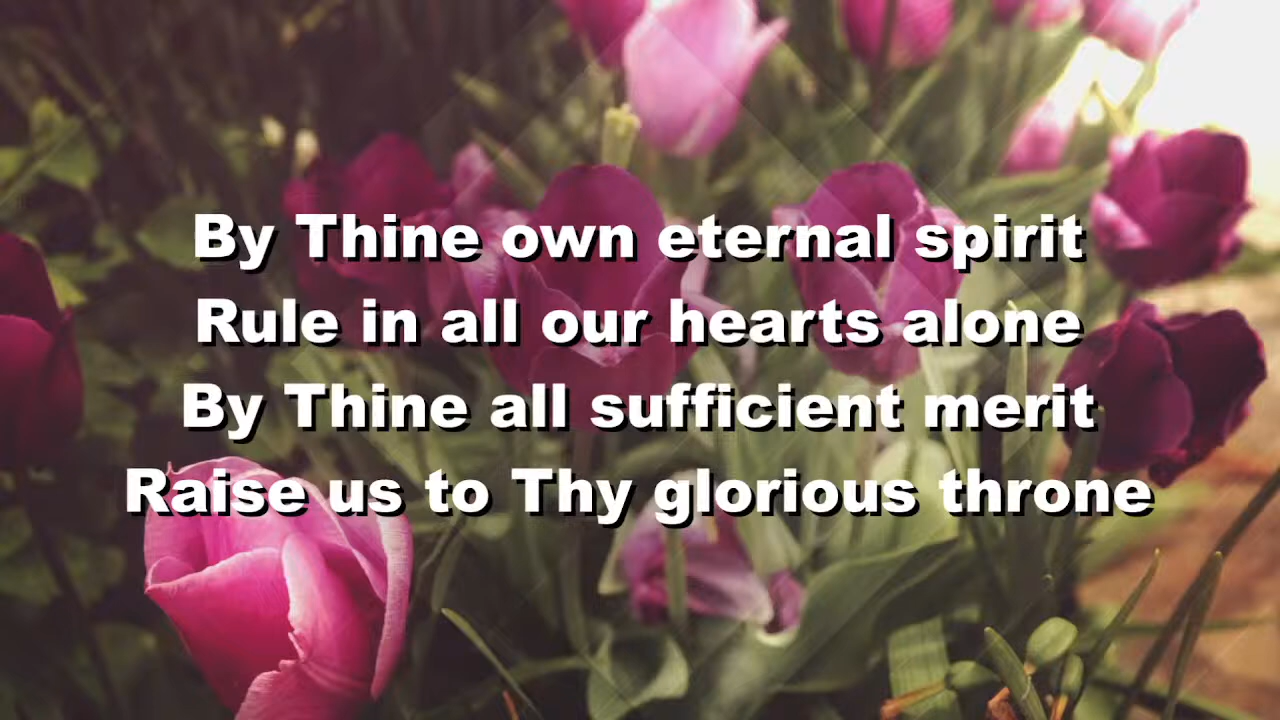 By Thine own eternal spirit
Rule in all our hearts alone
By Thine all sufficient merit
Raise us to Thy glorious throne